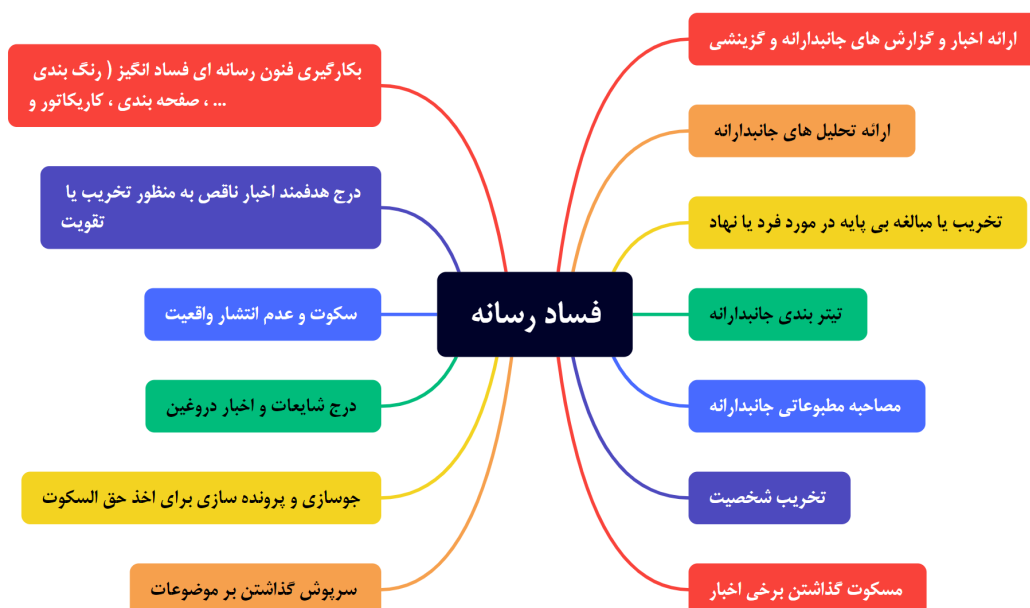 فساد رسانه
ارائه اخبار و گزارش های جانبدارانه و گزینشی
ارائه تحلیل های جانبدارانه
تخریب یا مبالغه بی پایه در مورد فرد یا نهاد
تیتر بندی جانبدارانه
مصاحبه مطبوعاتی جانبدارانه
تخریب شخصیت
مسکوت گذاشتن برخی اخبار
بکارگیری فنون رسانه ای فساد انگیز ( رنگ بندی
، صفحه بندی ، کاریکاتور و ...
درج هدفمند اخبار ناقص به منظور تخریب یا
تقویت
سکوت و عدم انتشار واقعیت
درج شایعات و اخبار دروغین
جوسازی و پرونده سازی برای اخذ حق السکوت
سرپوش گذاشتن بر موضوعات